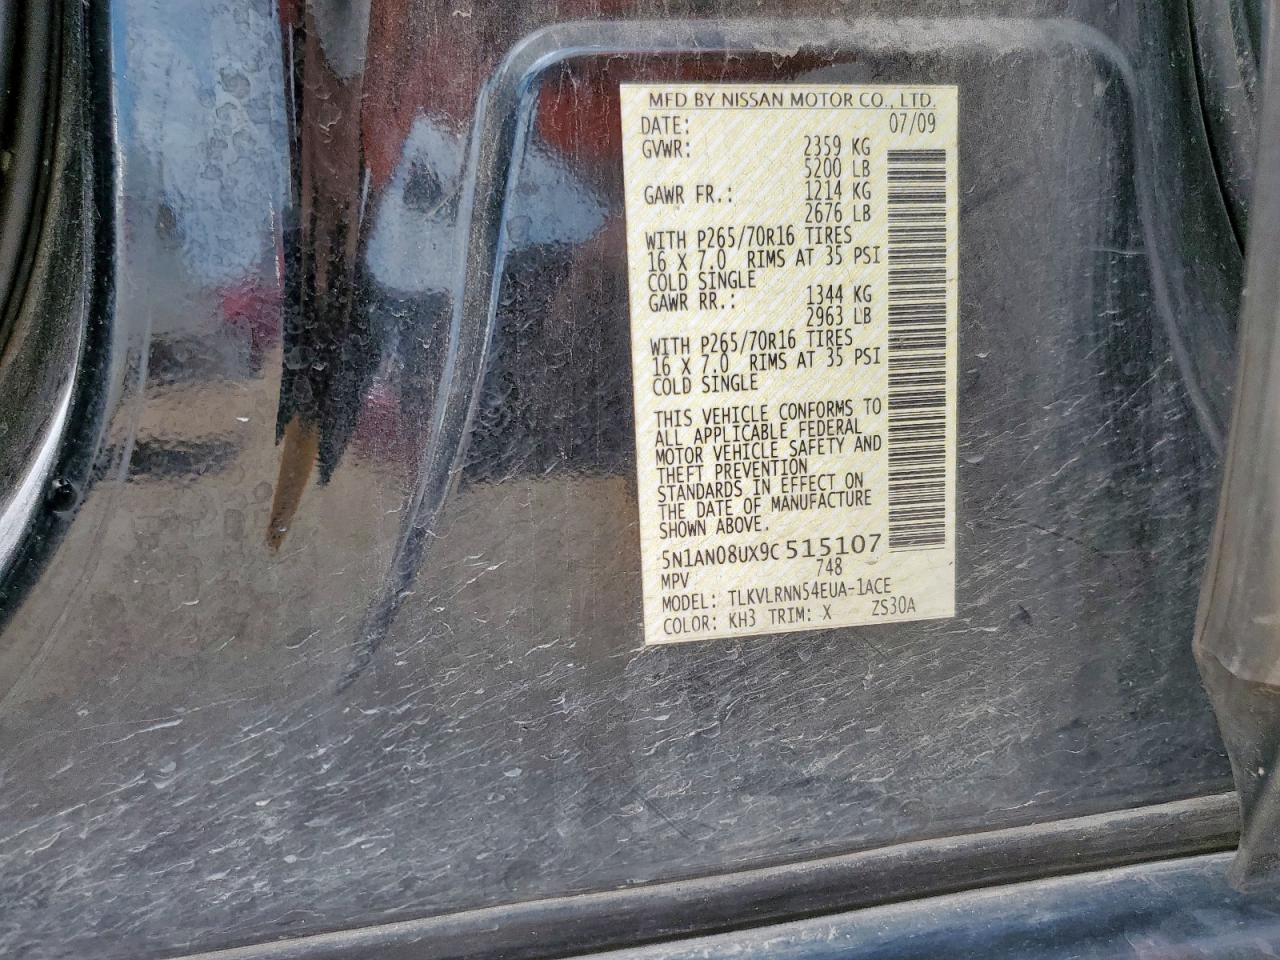 MFD BY NISSAN MOTOR CO., LTD.
DATE: 07/09
GVWR: 2359 KG
5200 LB
GAWR FR.: 1214 KG
2676 LB
WITH P265/70R16 TIRES
16 X 7.0 RIMS AT 35 PSI
COLD SINGLE
GAWR RR.: 1344 KG
2963 LB
WITH P265/70R16 TIRES
16 X 7.0 RIMS AT 35 PSI
COLD SINGLE
THIS VEHICLE CONFORMS TO
ALL APPLICABLE FEDERAL
MOTOR VEHICLE SAFETY AND
THEFT PREVENTION
STANDARDS IN EFFECT ON
THE DATE OF MANUFACTURE
SHOWN ABOVE.
5N1AN08UX9C515107
MPV 748
MODEL: TLKVLRNN54EUA-1ACE
COLOR: KH3 TRIM: X ZS30A